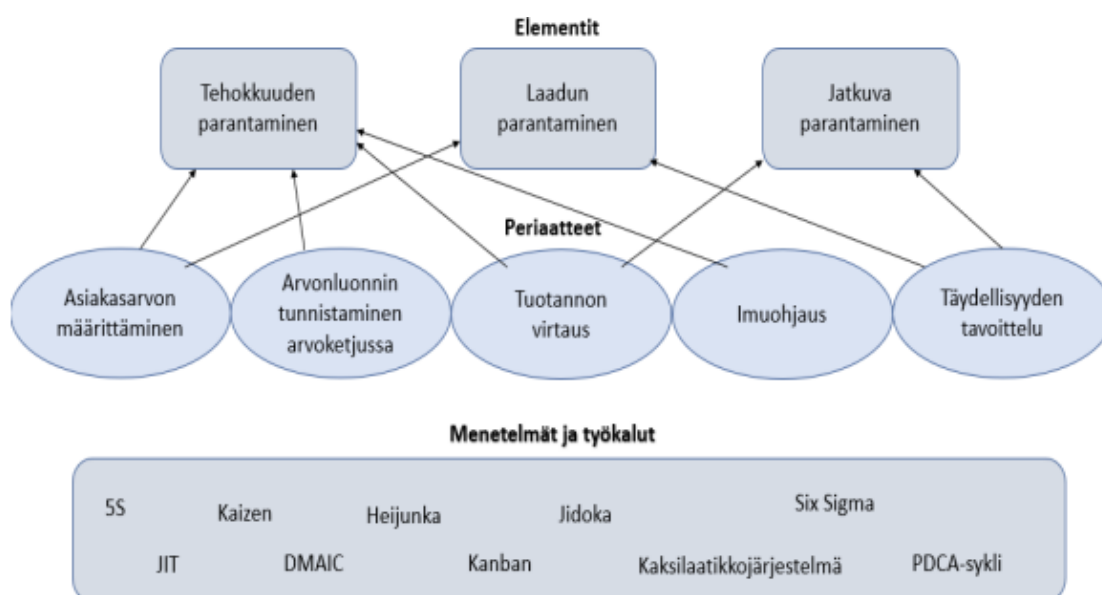 Elementit
Tehokkuuden
parantaminen
Laadun
parantaminen
Jatkuva
parantaminen
Periaatteet
Asiakasarvon
määrittäminen
Arvonluonnin
tunnistaminen
arvoketjussa
Tuotannon
virtaus
Imuohjaus
Täydellisyyden
tavoittelu
Menetelmät ja työkalut
5S
Kaizen
Heijunka
Jidoka
Six Sigma
JIT
DMAIC
Kanban
Kaksilaatikkojärjestelmä
PDCA-sykli